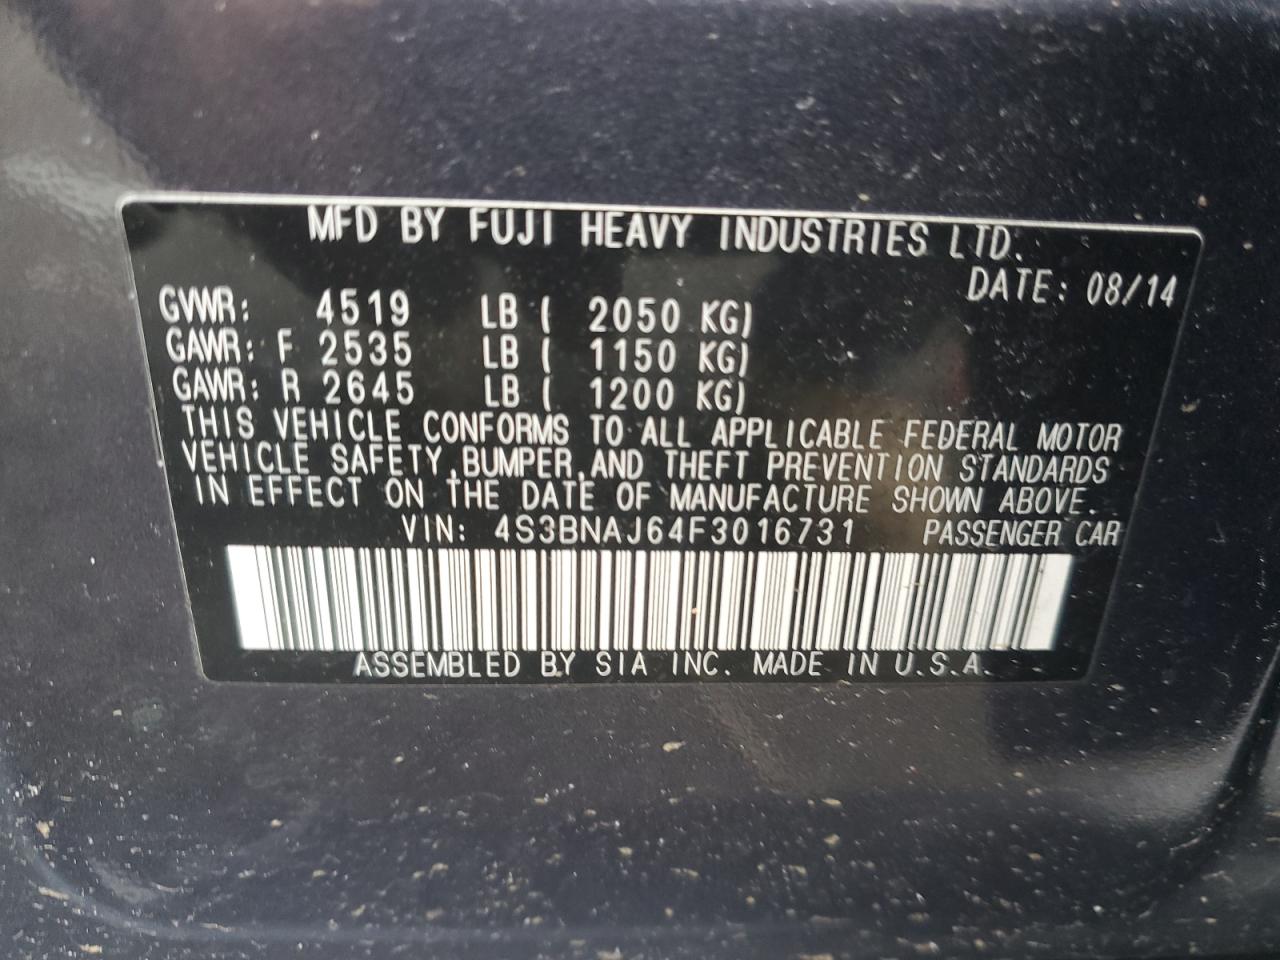 MFD BY FUJI HEAVY INDUSTRIES LTD.
DATE: 08/14
GVWR: 4519 LB ( 2050 KG)
GAWR: F 2535 LB ( 1150 KG)
GAWR: R 2645 LB ( 1200 KG)
THIS VEHICLE CONFORMS TO ALL APPLICABLE FEDERAL MOTOR
VEHICLE SAFETY,BUMPER,AND THEFT PREVENTION STANDARDS
IN EFFECT ON THE DATE OF MANUFACTURE SHOWN ABOVE.
VIN: 4S3BNAJ64F3016731 PASSENGER CAR
ASSEMBLED BY SIA INC. MADE IN U.S.A.